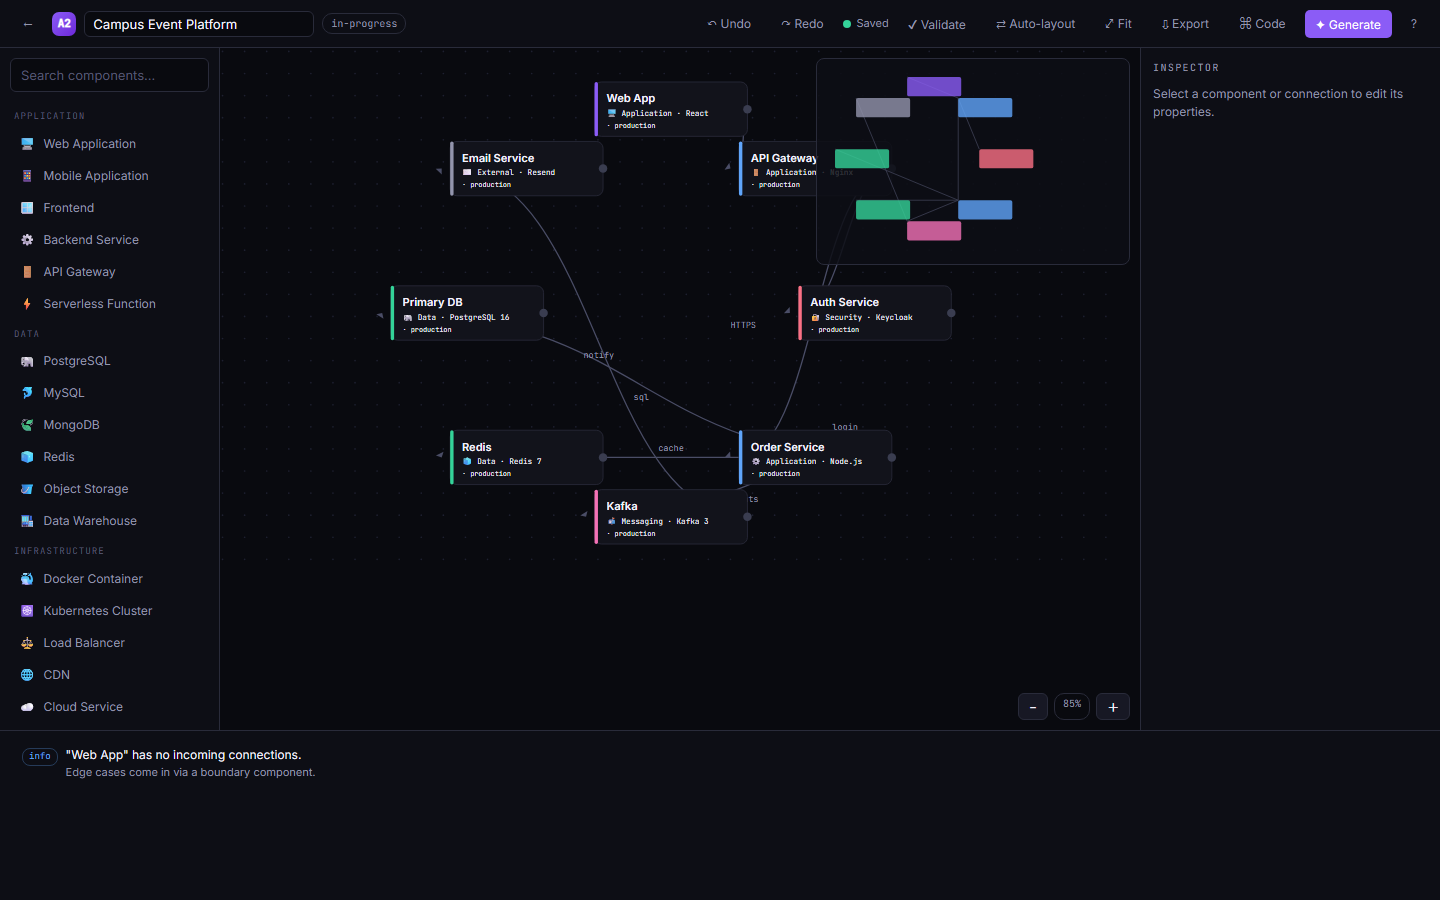 ← A2 Campus Event Platform in-progress ↶ Undo ↷ Redo Saved ✓ Validate ⇄ Auto-layout ⤢ Fit ⇩ Export ⌘ Code ✦ Generate ?
Search components...
APPLICATION
Web Application
Mobile Application
Frontend
Backend Service
API Gateway
Serverless Function
DATA
PostgreSQL
MySQL
MongoDB
Redis
Object Storage
Data Warehouse
INFRASTRUCTURE
Docker Container
Kubernetes Cluster
Load Balancer
CDN
Cloud Service
Web App
Application · React
· production
Email Service
External · Resend
· production
API Gateway
Application · Nginx
· production
Primary DB
Data · PostgreSQL 16
· production
Auth Service
Security · Keycloak
· production
HTTPS
notify
sql
login
cache
Redis
Data · Redis 7
· production
Order Service
Application · Node.js
· production
ts
Kafka
Messaging · Kafka 3
· production
- 85% +
INSPECTOR
Select a component or connection to edit its
properties.
info "Web App" has no incoming connections.
Edge cases come in via a boundary component.